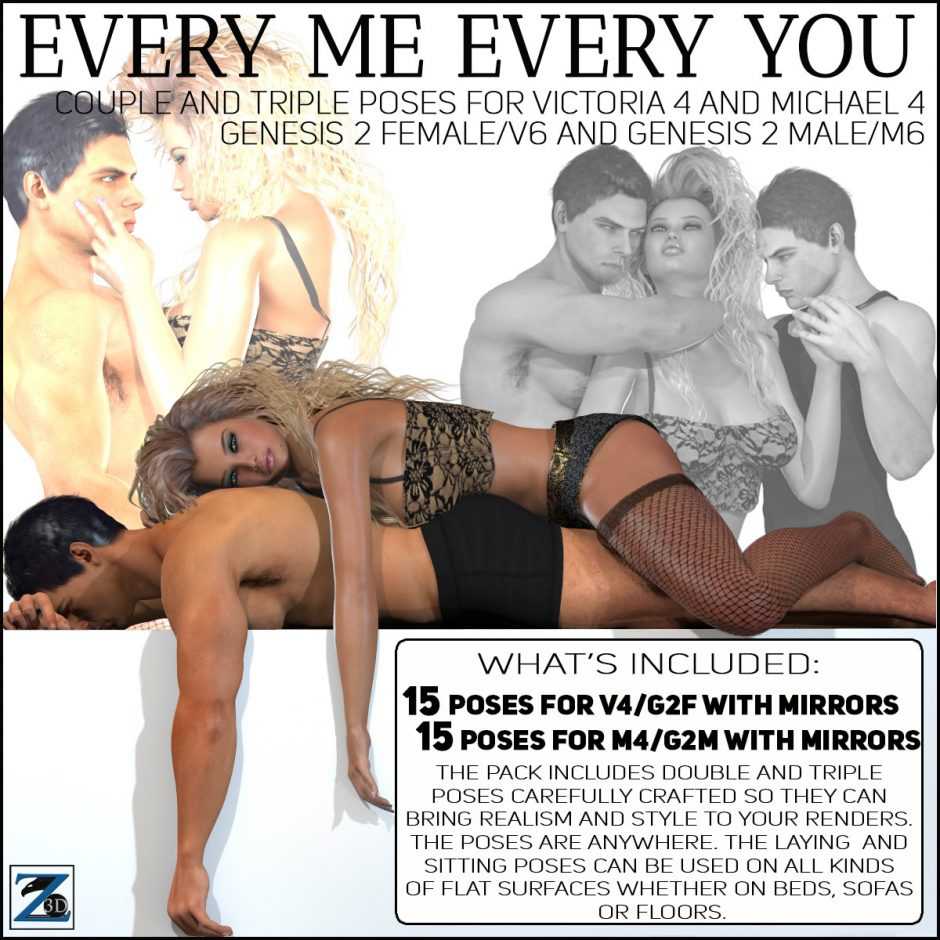 EVERY ME EVERY YOU
COUPLE AND TRIPLE POSES FOR VICTORIA 4 AND MICHAEL 4
GENESIS 2 FEMALE/V6 AND GENESIS 2 MALE/M6
WHAT'S INCLUDED:
15 POSES FOR V4/G2F WITH MIRRORS
15 POSES FOR M4/G2M WITH MIRRORS
THE PACK INCLUDES DOUBLE AND TRIPLE
POSES CAREFULLY CRAFTED SO THEY CAN
BRING REALISM AND STYLE TO YOUR RENDERS.
THE POSES ARE ANYWHERE. THE LAYING AND
SITTING POSES CAN BE USED ON ALL KINDS
OF FLAT SURFACES WHETHER ON BEDS, SOFAS
OR FLOORS.
Z
3D